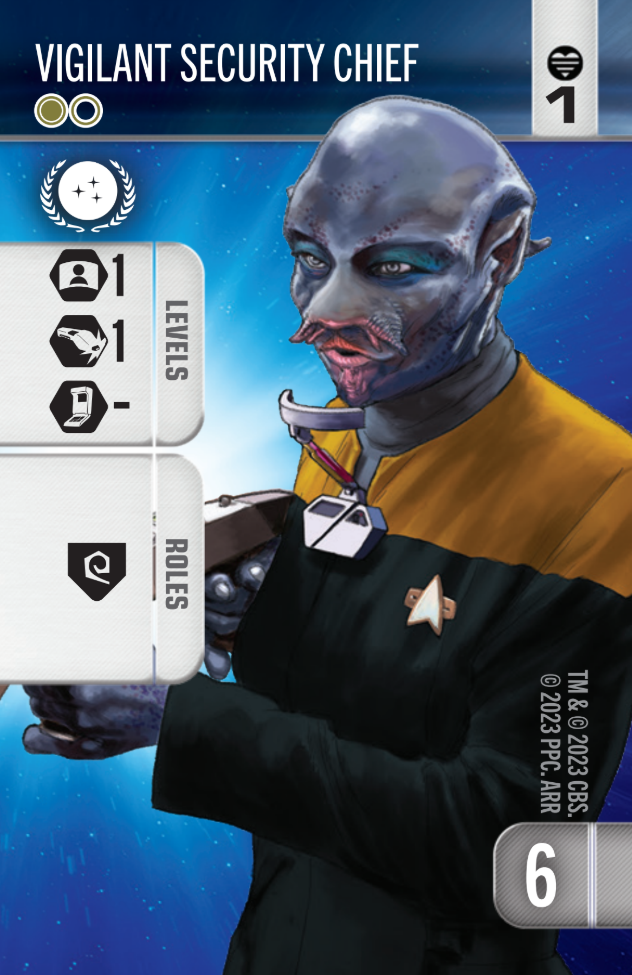 VIGILANT SECURITY CHIEF
1
1
1
-
LEVELS
ROLES
TM & © 2023 CBS.
© 2023 PPC. ARR
6